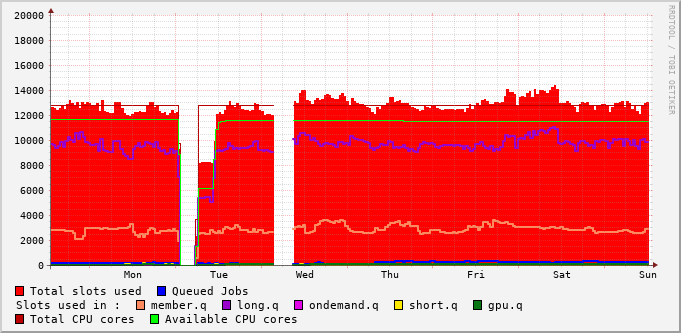 20000
18000
16000
14000
12000
10000
8000
6000
4000
2000
0
Mon Tue Wed Thu Fri Sat Sun
Total slots used Queued Jobs
Slots used in : member.q long.q ondemand.q short.q gpu.q
Total CPU cores Available CPU cores
RRDTOOL / TOBI OETIKER